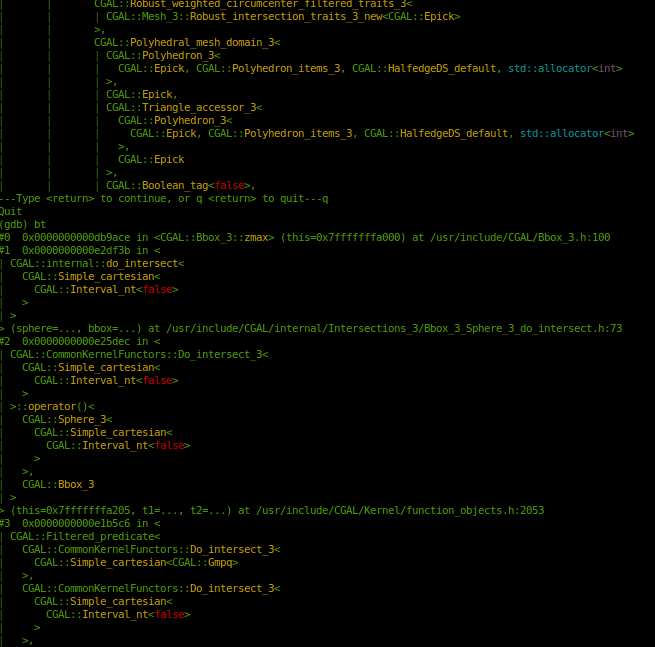 |       |       CGAL::Robust_weighted_circumcenter_filtered_traits_3<
|       |       | CGAL::Mesh_3::Robust_intersection_traits_3_new<CGAL::Epick>
|       |       >,
|       |       CGAL::Polyhedral_mesh_domain_3<
|       |       | CGAL::Polyhedron_3<
|       |       |   CGAL::Epick, CGAL::Polyhedron_items_3, CGAL::HalfedgeDS_default, std::allocator<int>
|       |       | >,
|       |       | CGAL::Epick,
|       |       | CGAL::Triangle_accessor_3<
|       |       |   CGAL::Polyhedron_3<
|       |       |     CGAL::Epick, CGAL::Polyhedron_items_3, CGAL::HalfedgeDS_default, std::allocator<int>
|       |       |   >,
|       |       |   CGAL::Epick
|       |       | >,
|       |       | CGAL::Boolean_tag<false>,
---Type <return> to continue, or q <return> to quit---q
Quit
(gdb) bt
#0  0x0000000000db9ace in <CGAL::Bbox_3::zmax> (this=0x7fffffffa000) at /usr/include/CGAL/Bbox_3.h:100
#1  0x0000000000e2df3b in <
| CGAL::internal::do_intersect<
|   CGAL::Simple_cartesian<
|     CGAL::Interval_nt<false>
|   >
| >
> (sphere=..., bbox=...) at /usr/include/CGAL/internal/Intersections_3/Bbox_3_Sphere_3_do_intersect.h:73
#2  0x0000000000e25dec in <
| CGAL::CommonKernelFunctors::Do_intersect_3<
|   CGAL::Simple_cartesian<
|     CGAL::Interval_nt<false>
|   >
| >::operator()<
|   CGAL::Sphere_3<
|     CGAL::Simple_cartesian<
|       CGAL::Interval_nt<false>
|     >
|   >,
|   CGAL::Bbox_3
| >
> (this=0x7fffffffa205, t1=..., t2=...) at /usr/include/CGAL/Kernel/function_objects.h:2053
#3  0x0000000000e1b5c6 in <
| CGAL::Filtered_predicate<
|   CGAL::CommonKernelFunctors::Do_intersect_3<
|     CGAL::Simple_cartesian<CGAL::Gmpq>
|   >,
|   CGAL::CommonKernelFunctors::Do_intersect_3<
|     CGAL::Simple_cartesian<
|       CGAL::Interval_nt<false>
|     >
|   >,